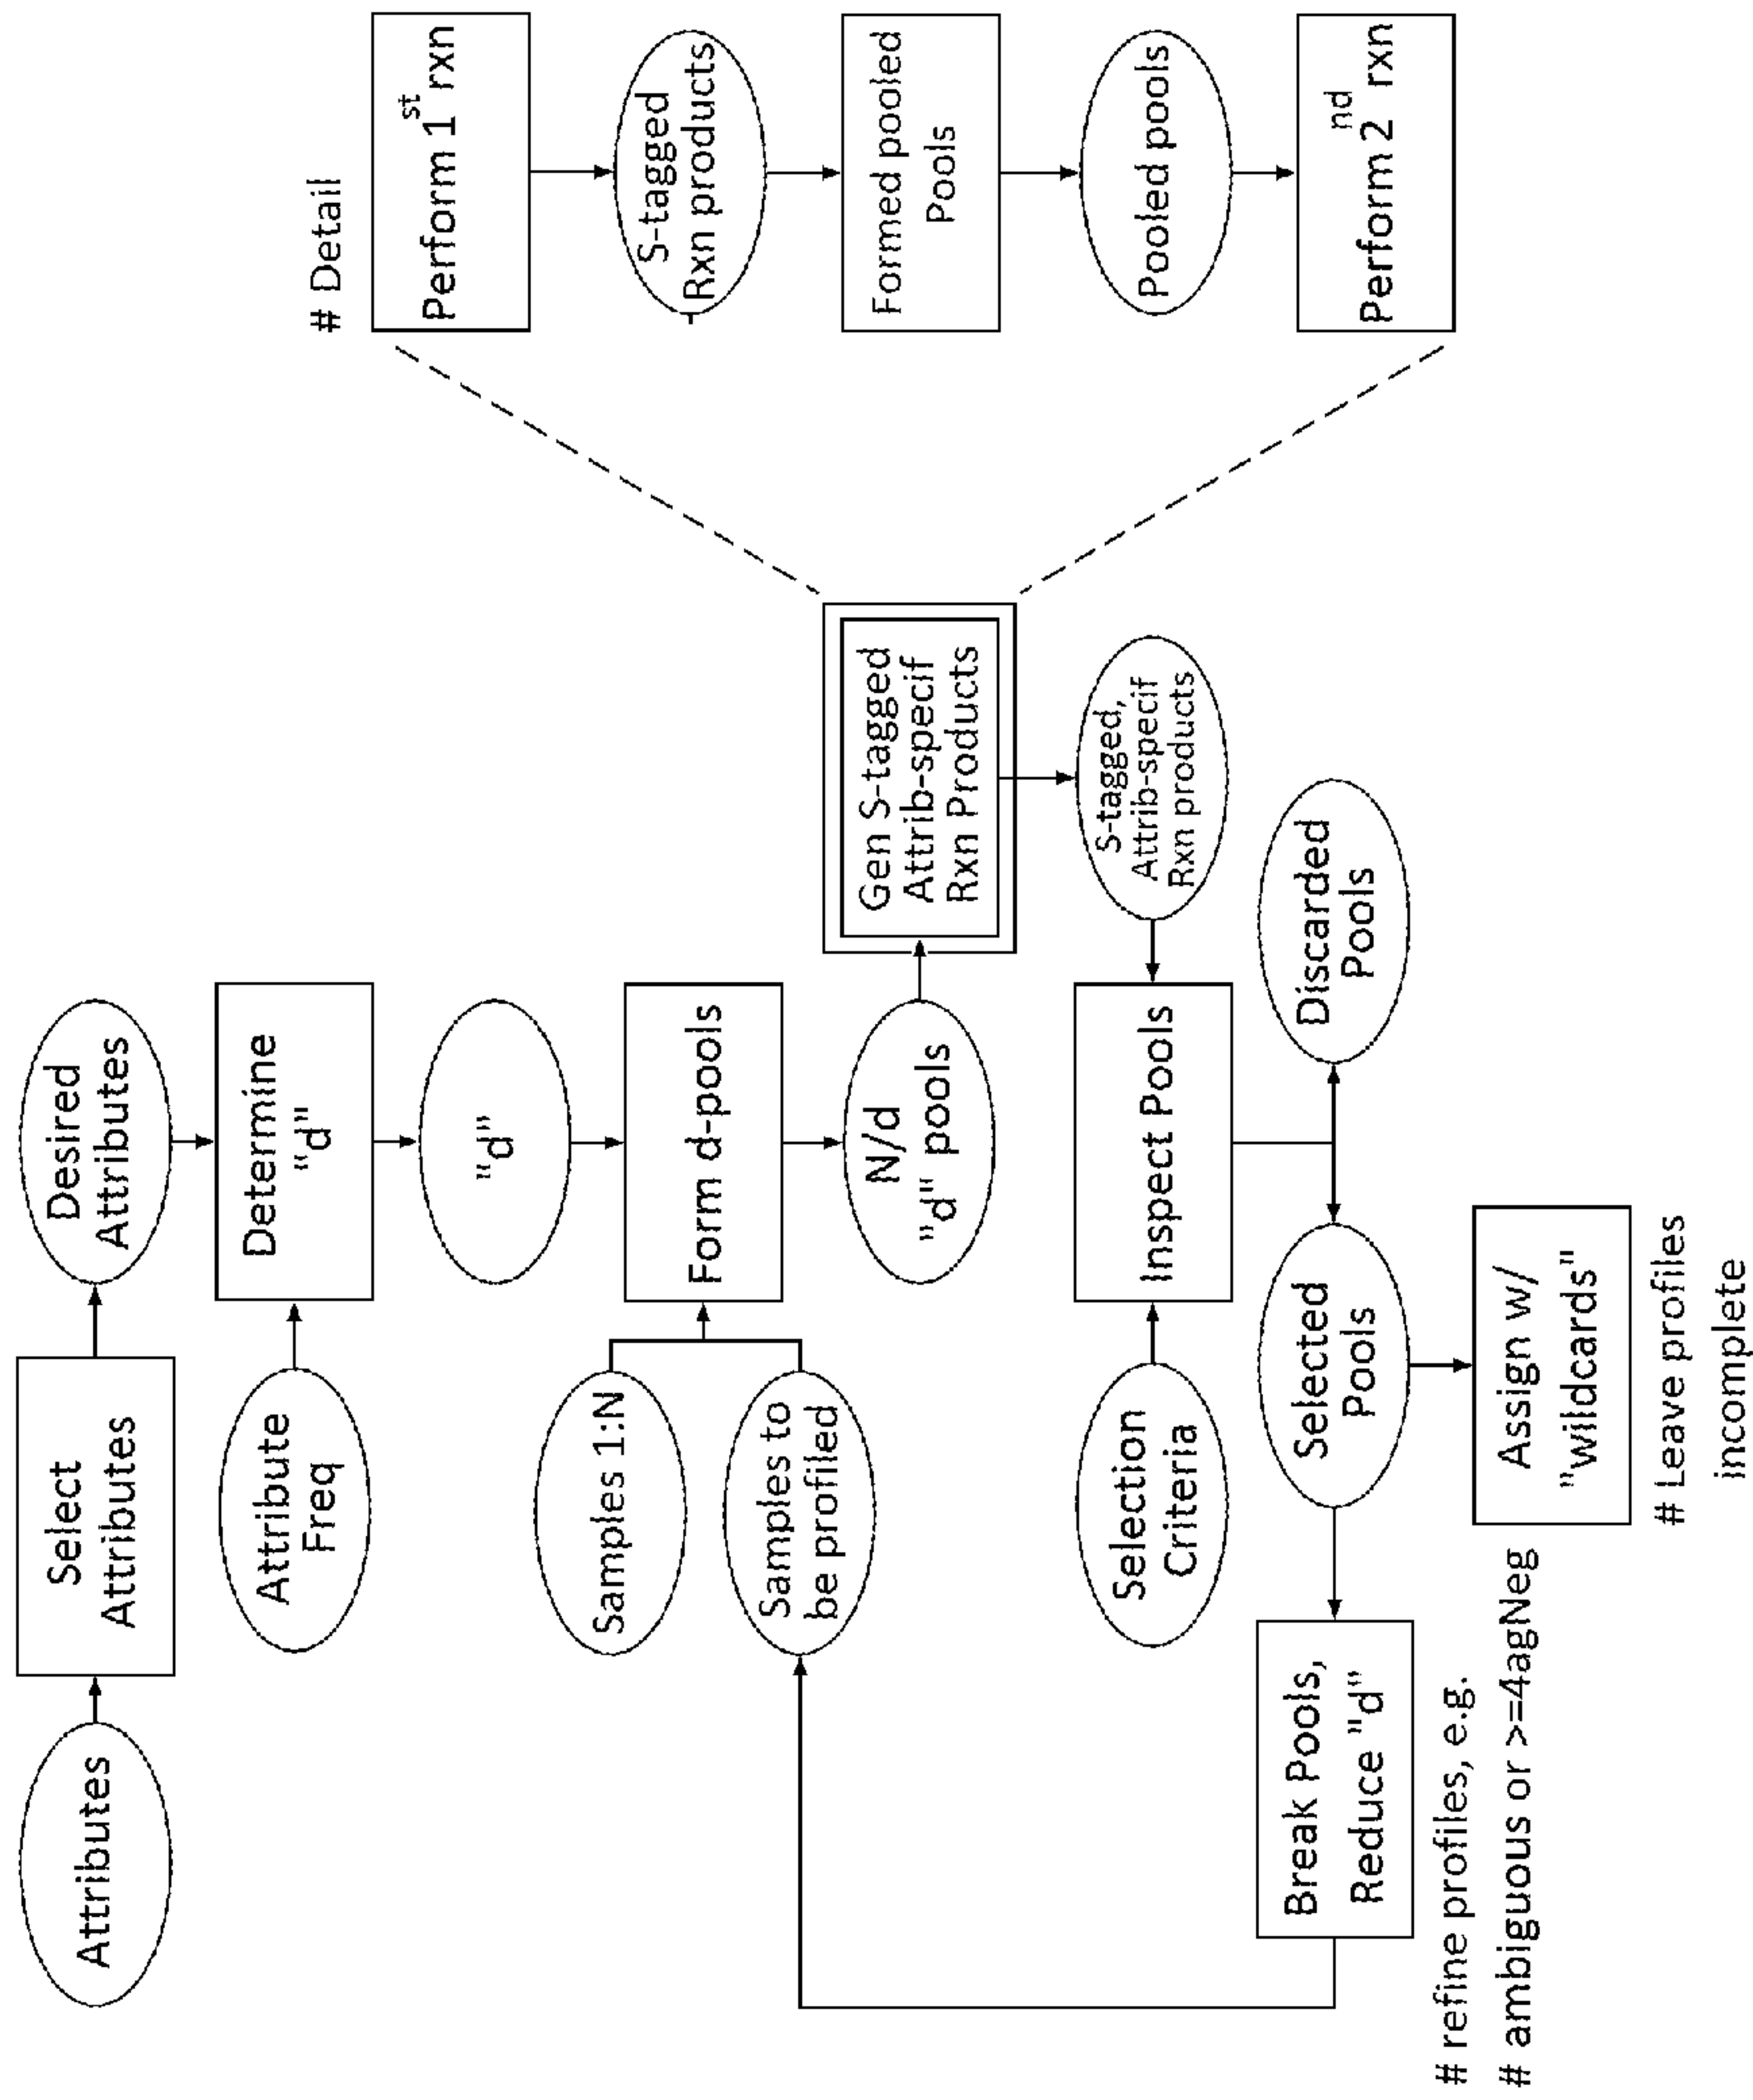 Attributes
Select
Attributes
Desired
Attributes
Attribute
Freq
Determine
"d"
"d"
Samples 1:N
Samples to
be profiled
Form d-pools
N/d
"d" pools
Gen S-tagged
Attrib-specif
Rxn Products
S-tagged,
Attrib-specif
Rxn products
Selection
Criteria
Inspect Pools
Selected
Pools
Discarded
Pools
Break Pools,
Reduce "d"
# refine profiles, e.g.
# ambiguous or >=4agNeg
Assign w/
"wildcards"
# Leave profiles
incomplete
# Detail
Perform 1st rxn
S-tagged
Rxn products
Formed pooled
Pools
Pooled pools
Perform 2nd rxn